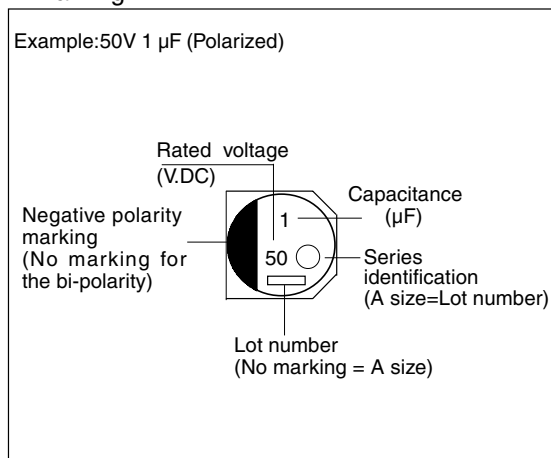 Example:50V 1 µF (Polarized)
Rated voltage
(V.DC)
Capacitance
(µF)
Negative polarity
marking
(No marking for
the bi-polarity)
1
50
Series
identification
(A size=Lot number)
Lot number
(No marking = A size)